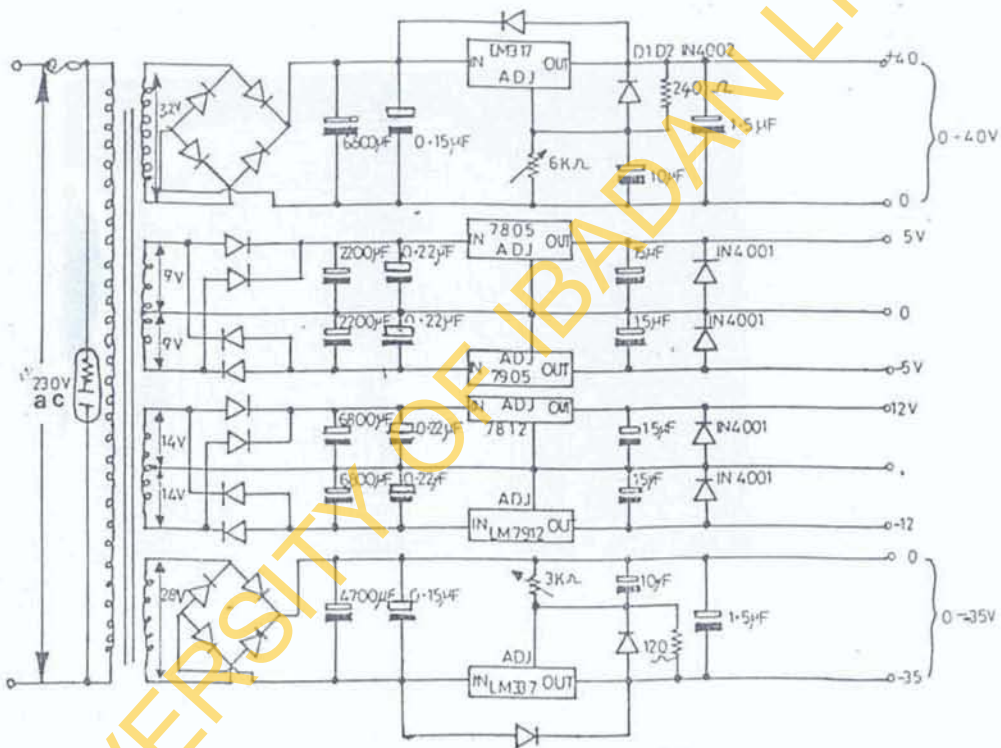 LM317
IN OUT
ADJ
D1 D2 IN4002
+40
32V
6800µF
0·15µF
6KΩ
240Ω
10µF
1·5µF
0-40V
0
7805
IN OUT
ADJ
5V
9V
2200µF
0·22µF
15µF
IN4001
0
9V
2200µF
0·22µF
15µF
IN4001
ADJ
IN OUT
7905
-5V
230V
ac
ADJ
IN OUT
7812
12V
14V
6800µF
0·22µF
15µF
IN4001
14V
6800µF
0·22µF
15µF
IN4001
ADJ
IN LM7912 OUT
-12
0
28V
4700µF
0·15µF
3KΩ
10µF
120Ω
1·5µF
0-35V
ADJ
IN LM337 OUT
-35
UNIVERSITY OF IBADAN LI